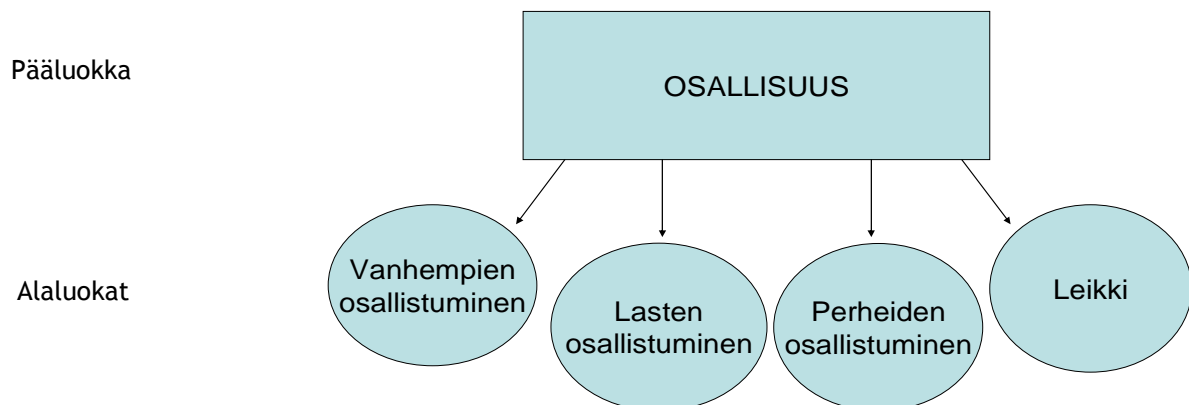 Pääluokka
OSALLISUUS
Alaluokat
Vanhempien
osallistuminen
Lasten
osallistuminen
Perheiden
osallistuminen
Leikki